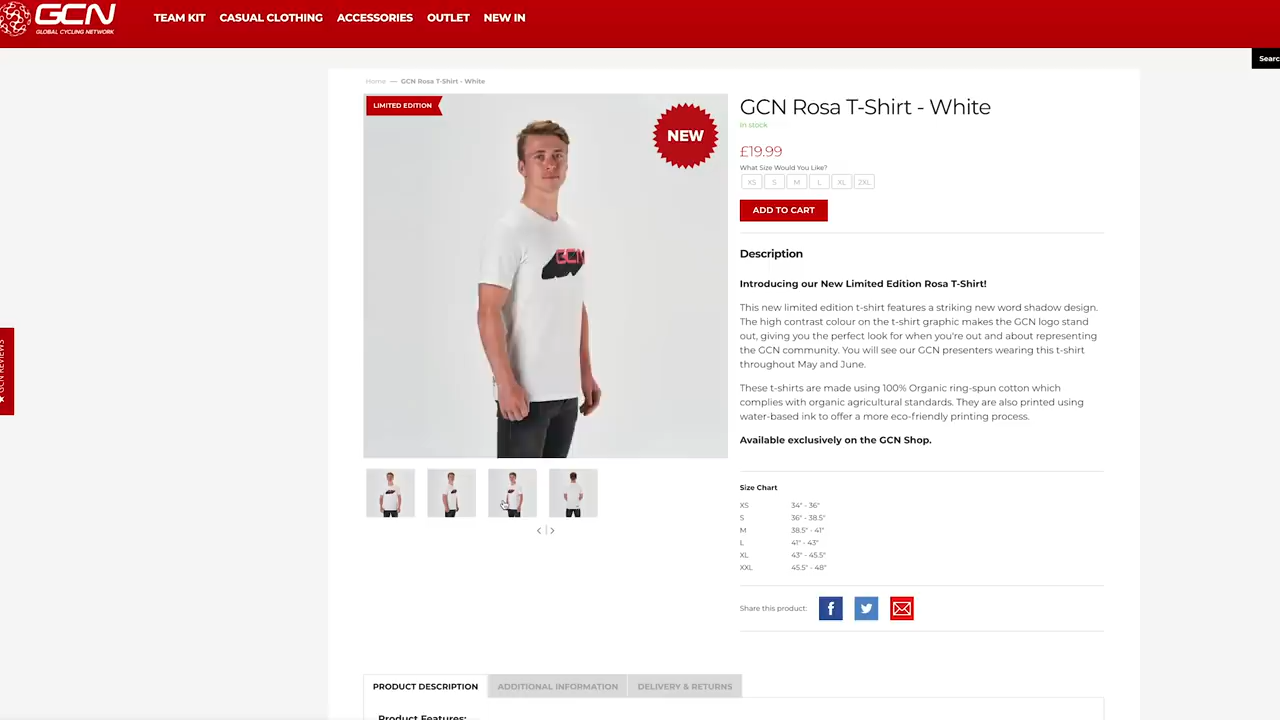 GCN
GLOBAL CYCLING NETWORK
TEAM KIT
CASUAL CLOTHING
ACCESSORIES
OUTLET
NEW IN
Searc
Home — GCN Rosa T-Shirt - White
LIMITED EDITION
NEW
GCN
GCN Rosa T-Shirt - White
In stock
£19.99
What Size Would You Like?
XS S M L XL 2XL
ADD TO CART
Description
Introducing our New Limited Edition Rosa T-Shirt!
This new limited edition t-shirt features a striking new word shadow design.
The high contrast colour on the t-shirt graphic makes the GCN logo stand
out, giving you the perfect look for when you're out and about representing
the GCN community. You will see our GCN presenters wearing this t-shirt
throughout May and June.
These t-shirts are made using 100% Organic ring-spun cotton which
complies with organic agricultural standards. They are also printed using
water-based ink to offer a more eco-friendly printing process.
Available exclusively on the GCN Shop.
Size Chart
XS 34" - 36"
S 36" - 38.5"
M 38.5" - 41"
L 41" - 43"
XL 43" - 45.5"
XXL 45.5" - 48"
Share this product:
★ GCN REVIEWS
PRODUCT DESCRIPTION
ADDITIONAL INFORMATION
DELIVERY & RETURNS
Product Features: